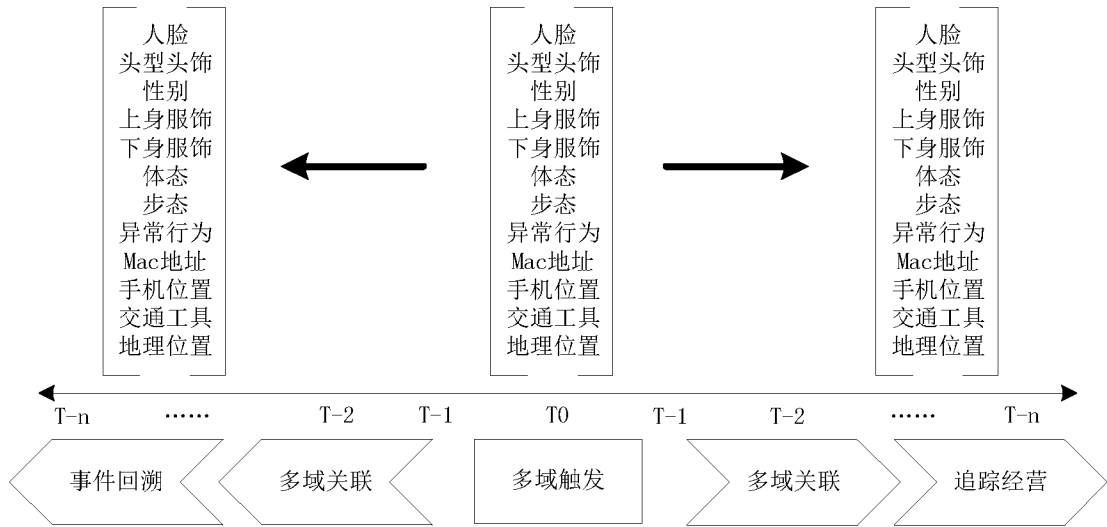 人脸
头型头饰
性别
上身服饰
下身服饰
体态
步态
异常行为
Mac地址
手机位置
交通工具
地理位置
人脸
头型头饰
性别
上身服饰
下身服饰
体态
步态
异常行为
Mac地址
手机位置
交通工具
地理位置
人脸
头型头饰
性别
上身服饰
下身服饰
体态
步态
异常行为
Mac地址
手机位置
交通工具
地理位置
T-n …… T-2 T-1 T0 T-1 T-2 …… T-n
事件回溯 多域关联 多域触发 多域关联 追踪经营